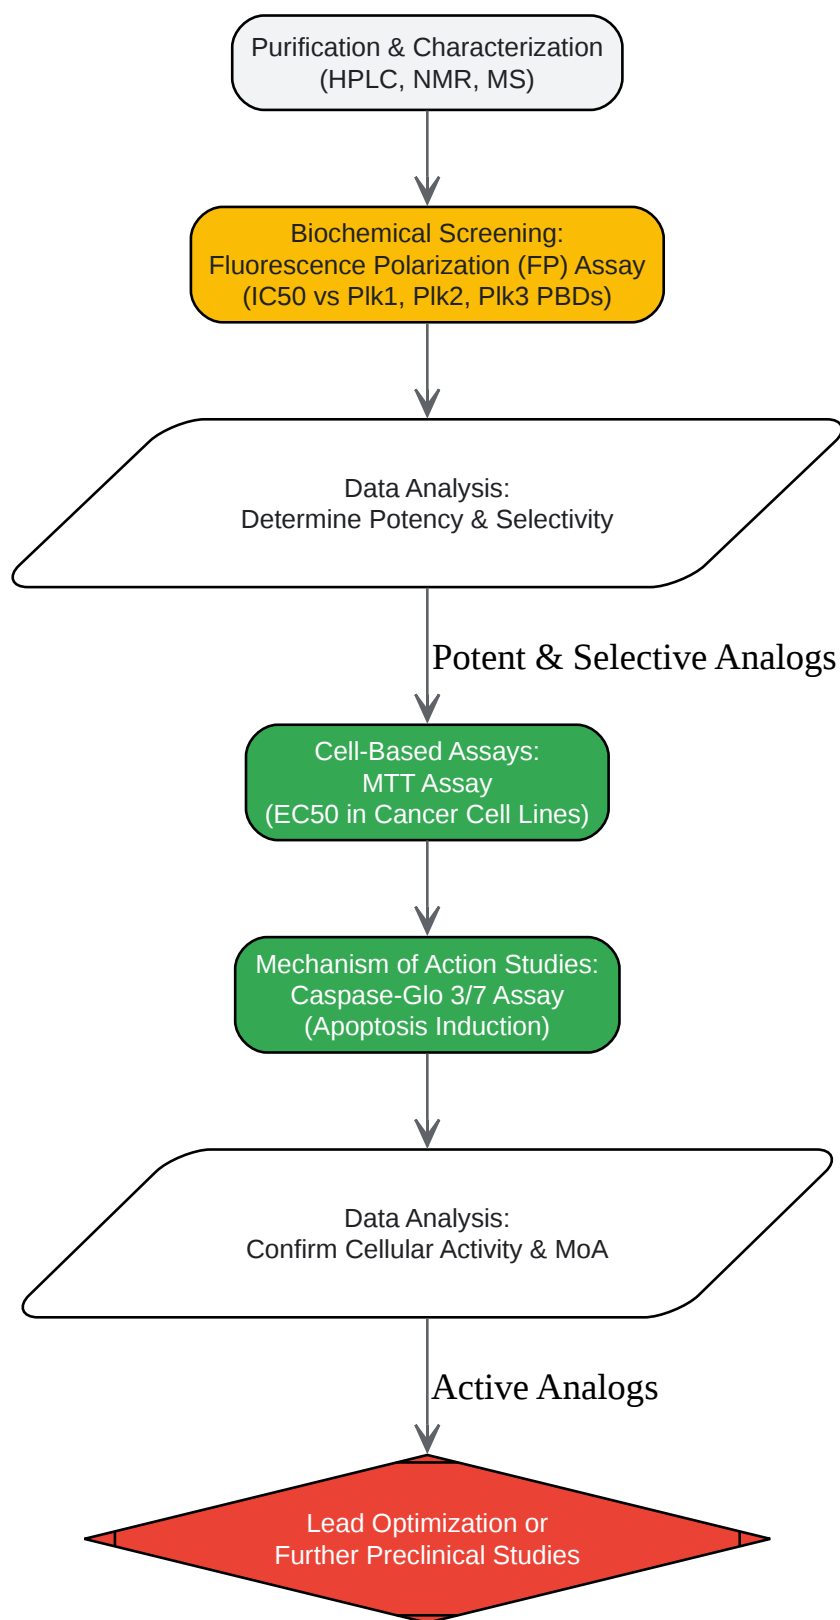 Purification & Characterization
(HPLC, NMR, MS)
Biochemical Screening:
Fluorescence Polarization (FP) Assay
(IC50 vs Plk1, Plk2, Plk3 PBDs)
Data Analysis:
Determine Potency & Selectivity
Potent & Selective Analogs
Cell-Based Assays:
MTT Assay
(EC50 in Cancer Cell Lines)
Mechanism of Action Studies:
Caspase-Glo 3/7 Assay
(Apoptosis Induction)
Data Analysis:
Confirm Cellular Activity & MoA
Active Analogs
Lead Optimization or
Further Preclinical Studies